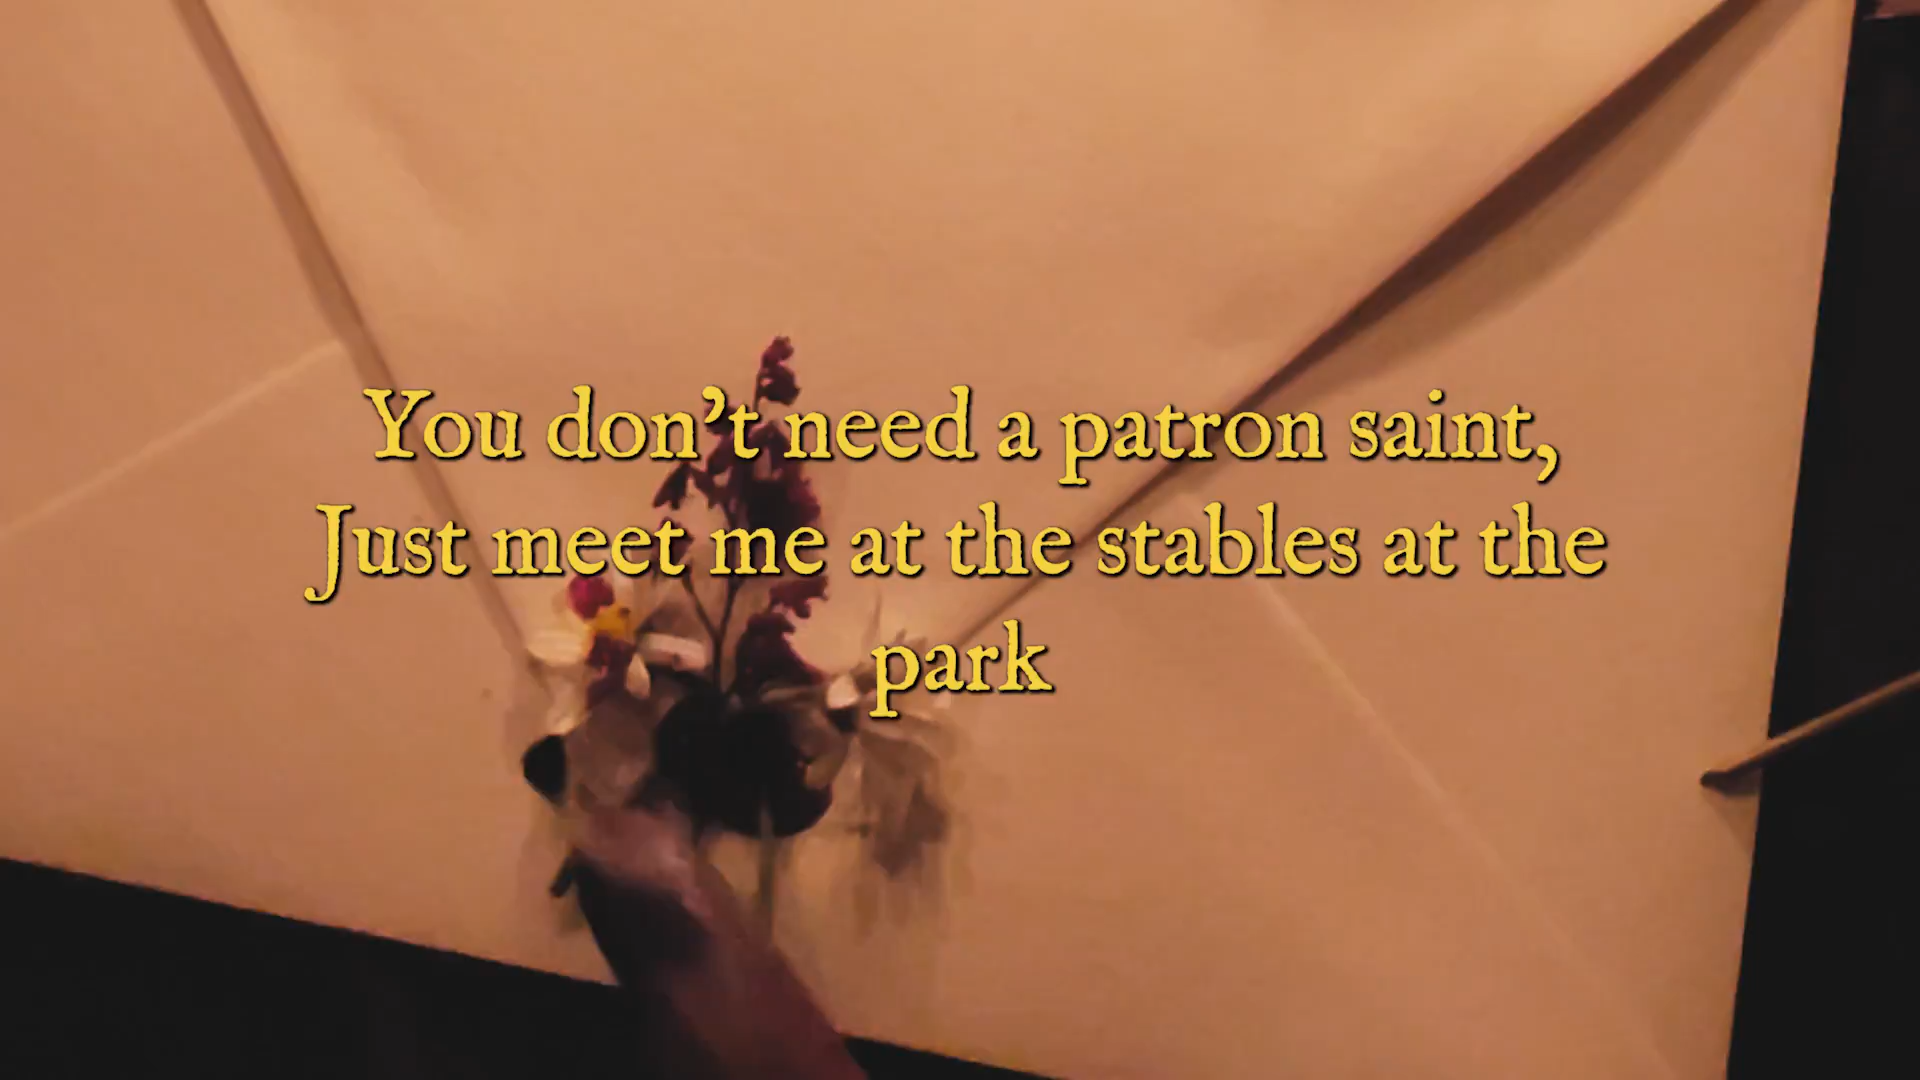 You don't need a patron saint,
Just meet me at the stables at the
park